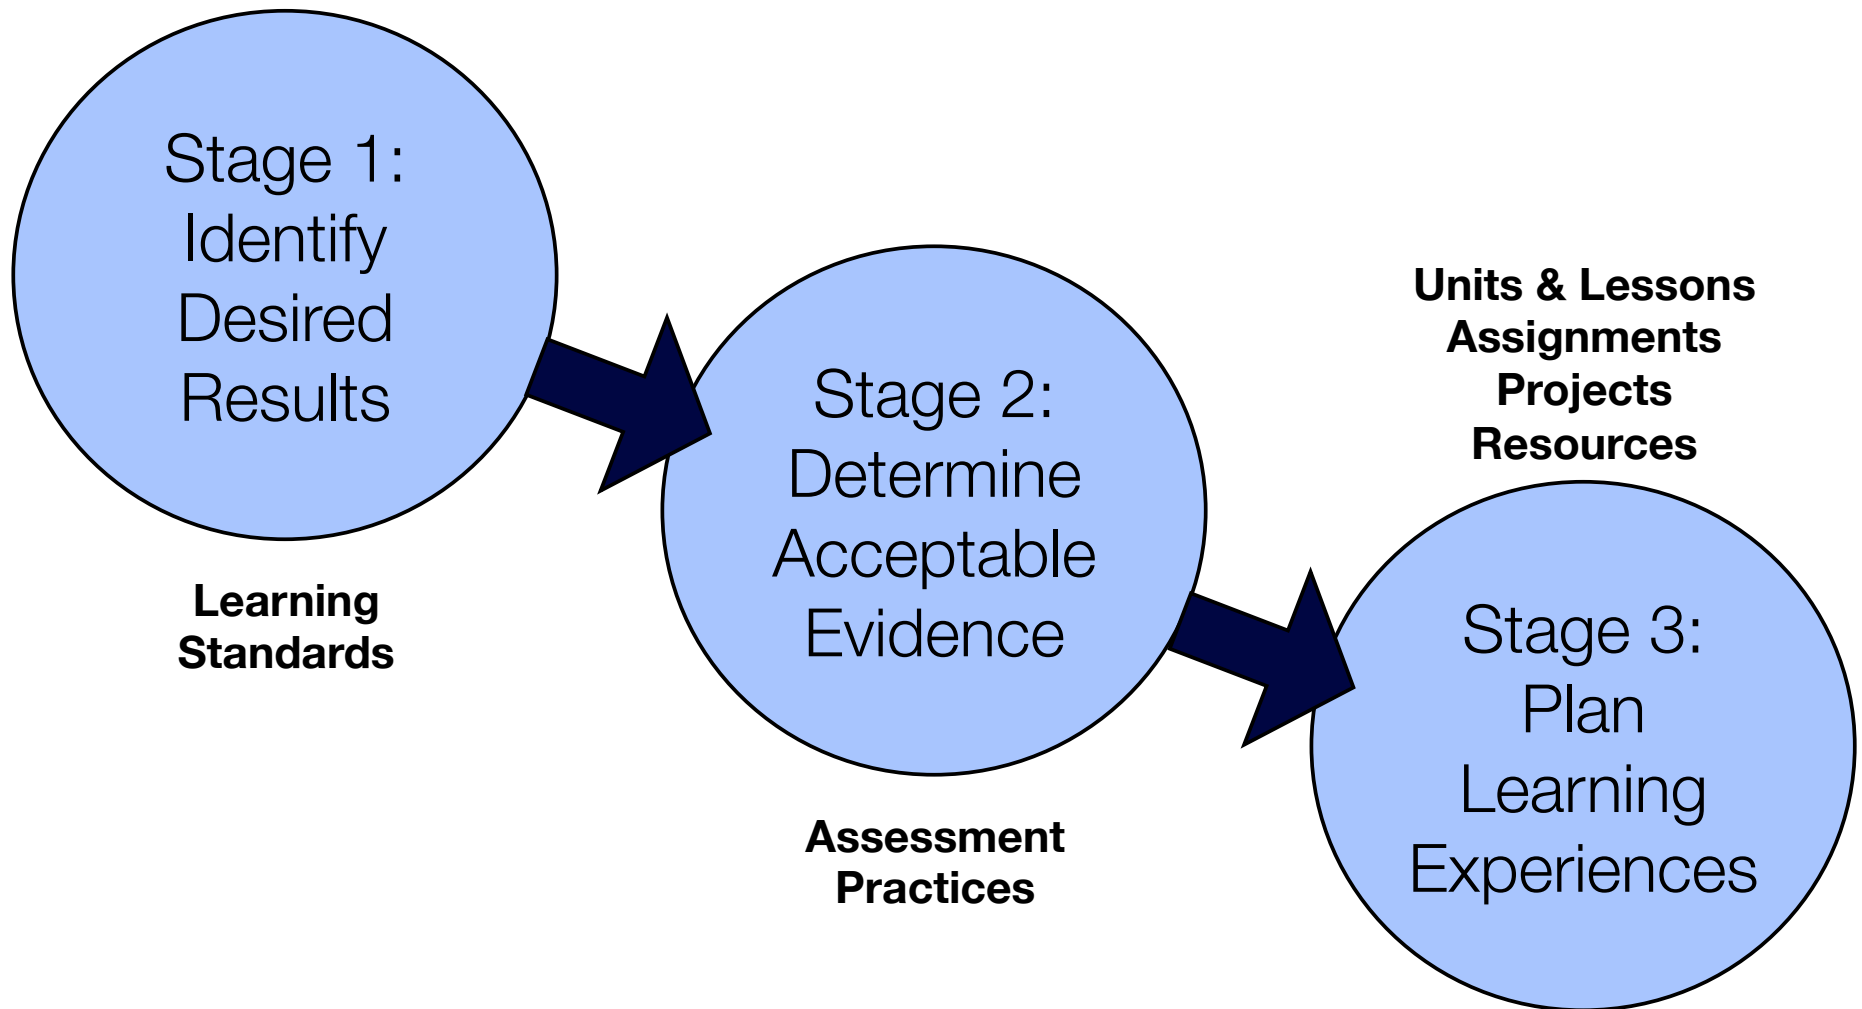 Stage 1:
Identify
Desired
Results
Learning
Standards
Stage 2:
Determine
Acceptable
Evidence
Assessment
Practices
Units & Lessons
Assignments
Projects
Resources
Stage 3:
Plan
Learning
Experiences